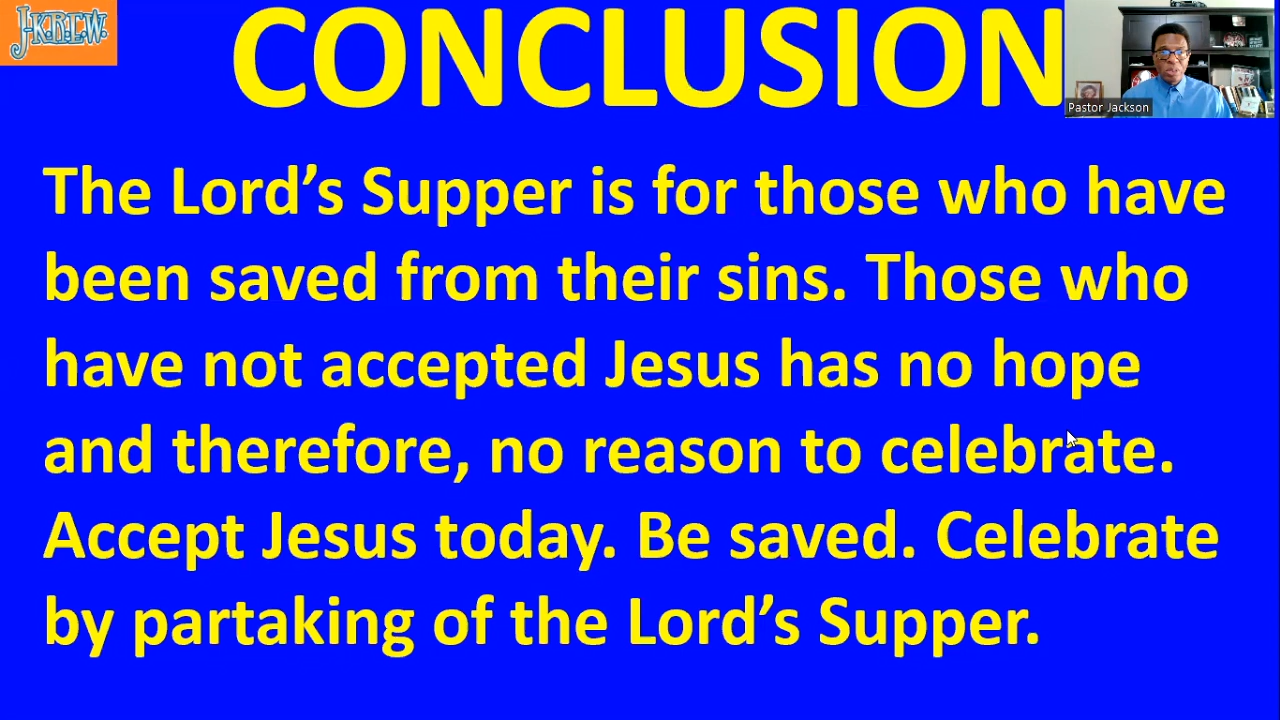 J-K.R.E.W.
CONCLUSION
Pastor Jackson
The Lord’s Supper is for those who have
been saved from their sins. Those who
have not accepted Jesus has no hope
and therefore, no reason to celebrate.
Accept Jesus today. Be saved. Celebrate
by partaking of the Lord’s Supper.